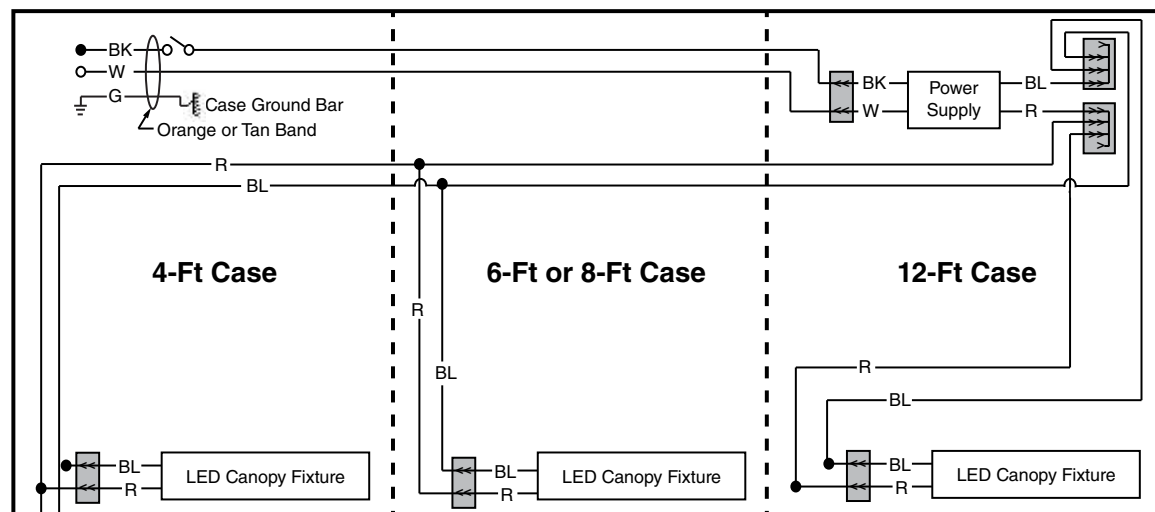 BK
W
G
Case Ground Bar
Orange or Tan Band
BK
W
Power
Supply
BL
R
R
BL
4-Ft Case
6-Ft or 8-Ft Case
12-Ft Case
R
BL
R
BL
BL
R
LED Canopy Fixture
BL
R
LED Canopy Fixture
BL
R
LED Canopy Fixture